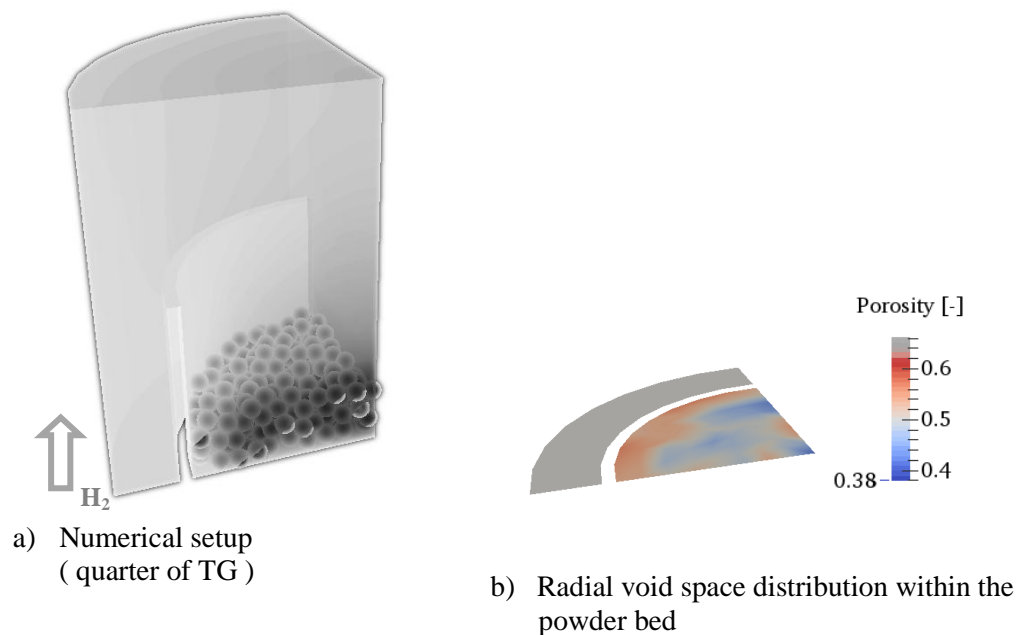 H2
a) Numerical setup
( quarter of TG )
Porosity [-]
0.6
0.5
0.4
0.38
b) Radial void space distribution within the
powder bed